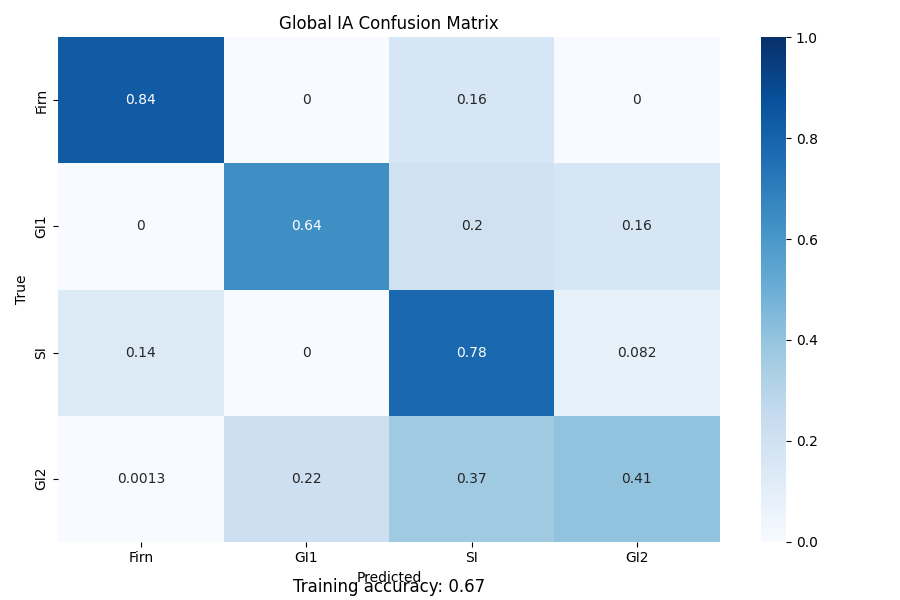 Global IA Confusion Matrix
1.0
Firn
0.84
0
0.16
0
0.8
GI1
0
0.64
0.2
0.16
0.6
True
SI
0.14
0
0.78
0.082
0.4
GI2
0.0013
0.22
0.37
0.41
0.2
0.0
Firn
GI1
SI
GI2
Predicted
Training accuracy: 0.67